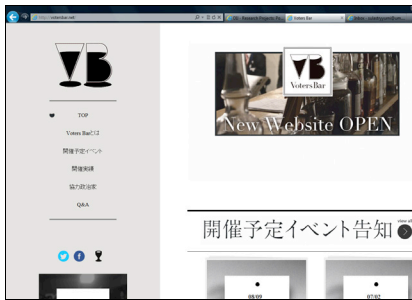 VB
TOP
Voters Barとは
開催予定イベント
開催実績
協力政治家
Q&A
VB
Voters Bar
New Website OPEN
開催予定イベント告知
08/09
07/02
Voters Bar